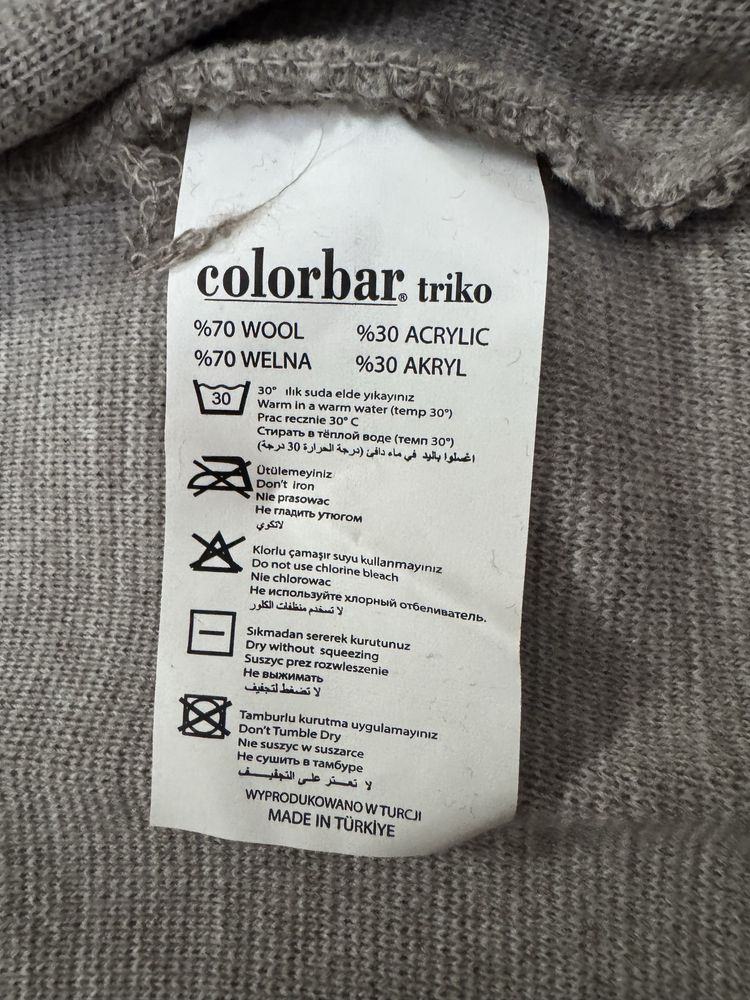 colorbar® triko
%70 WOOL %30 ACRYLIC
%70 WELNA %30 AKRYL
30
30° ılık suda elde yıkayınız
Warm in a warm water (temp 30°)
Prac recznie 30° C
Стирать в тёплой воде (темп 30°)
اغسلوا باليد في ماء دافئ (درجة الحرارة 30 درجة)
Ütülemeyiniz
Don't iron
Nie prasowac
Не гладить утюгом
لاتكوي
Klorlu çamaşır suyu kullanmayınız
Do not use chlorine bleach
Nie chlorowac
Не используйте хлорный отбеливатель.
لا تسخدم منظفات الكلور
Sıkmadan sererek kurutunuz
Dry without squeezing
Suszyc prez rozwleszenie
Не выжимать
لا تضغط لتجفيف
Tamburlu kurutma uygulamayınız
Don't Tumble Dry
Nie suszyc w suszarce
Не сушить в тамбуре
لا تعتر على التجفيف
WYPRODUKOWANO W TURCJI
MADE IN TÜRKİYE